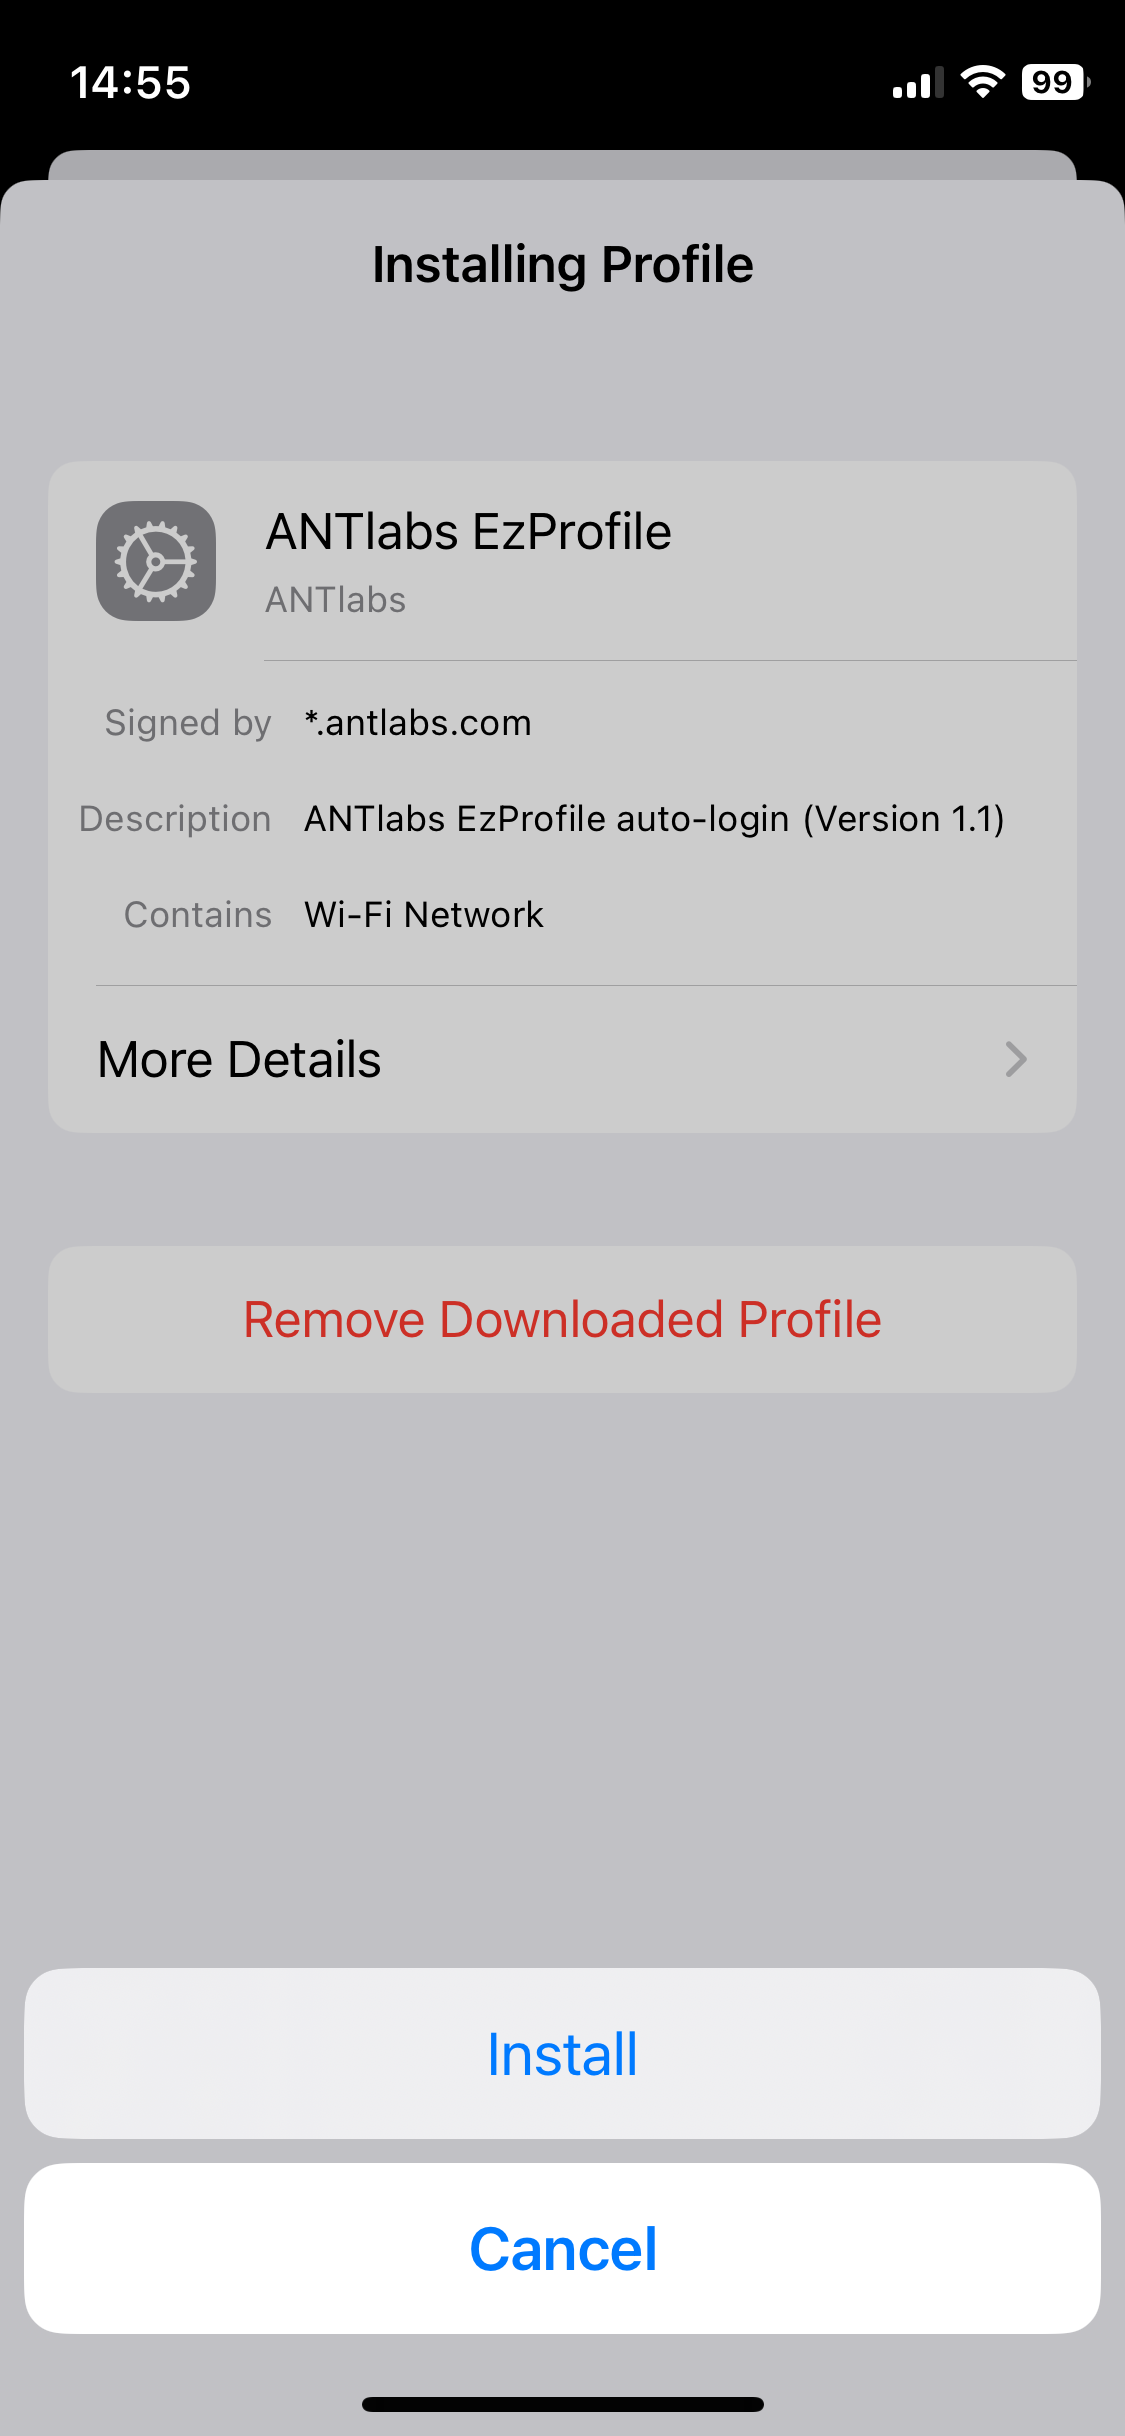 14:55
99
Installing Profile
ANTlabs EzProfile
ANTlabs
Signed by *.antlabs.com
Description ANTlabs EzProfile auto-login (Version 1.1)
Contains Wi-Fi Network
More Details
Remove Downloaded Profile
Install
Cancel